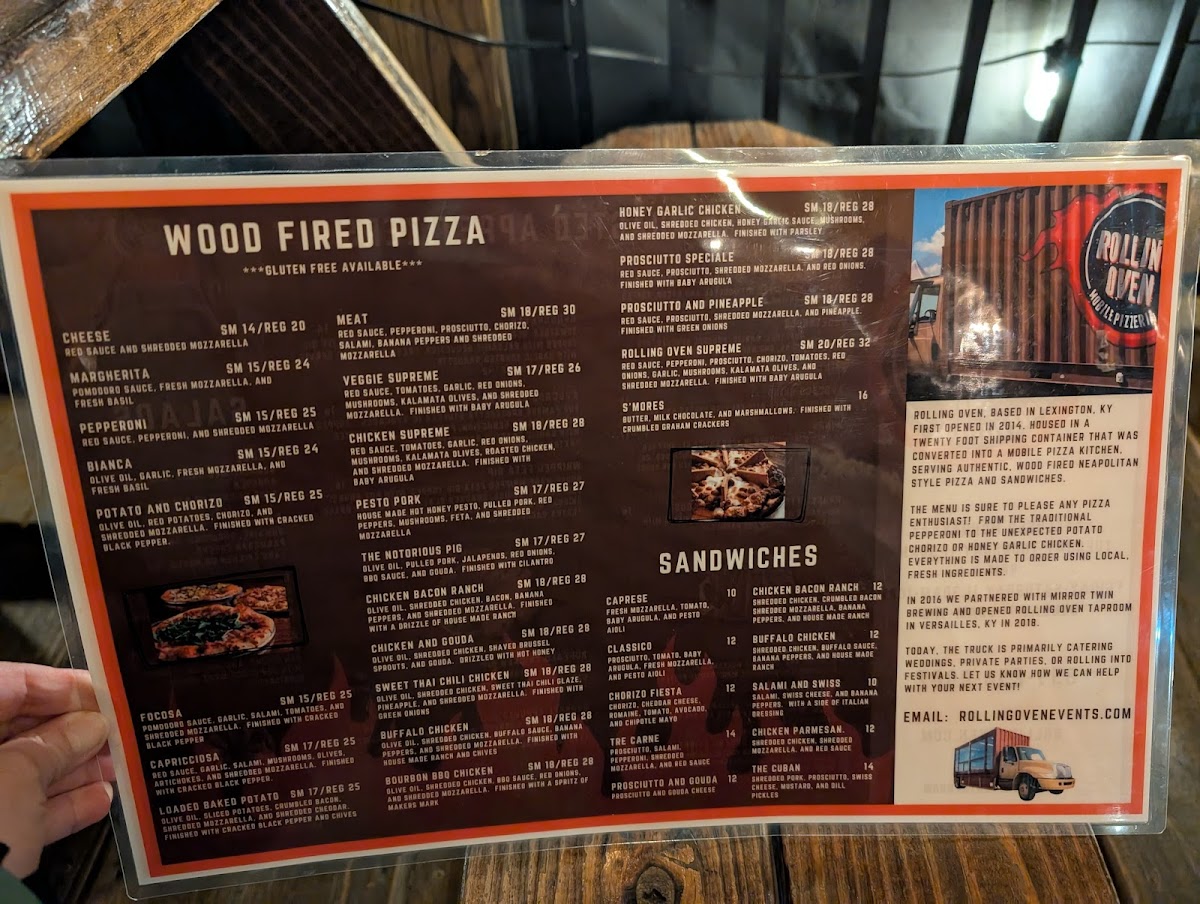 WOOD FIRED PIZZA
***GLUTEN FREE AVAILABLE***
CHEESE SM 14/REG 20
RED SAUCE AND SHREDDED MOZZARELLA
MARGHERITA SM 15/REG 24
POMODORO SAUCE, FRESH MOZZARELLA, AND
FRESH BASIL
PEPPERONI SM 15/REG 25
RED SAUCE, PEPPERONI, AND SHREDDED MOZZARELLA
BIANCA SM 15/REG 24
OLIVE OIL, GARLIC, FRESH MOZZARELLA, AND
FRESH BASIL
POTATO AND CHORIZO SM 15/REG 25
OLIVE OIL, RED POTATOES, CHORIZO, AND
SHREDDED MOZZARELLA. FINISHED WITH CRACKED
BLACK PEPPER.
FOCOSA SM 15/REG 25
POMODORO SAUCE, GARLIC, SALAMI, TOMATOES, AND
SHREDDED MOZZARELLA. FINISHED WITH CRACKED
BLACK PEPPER
CAPRICCIOSA SM 17/REG 25
RED SAUCE, GARLIC, SALAMI, MUSHROOMS, OLIVES,
ARTICHOKES, AND SHREDDED MOZZARELLA. FINISHED
WITH CRACKED BLACK PEPPER.
LOADED BAKED POTATO SM 17/REG 25
OLIVE OIL, SLICED POTATOES, CRUMBLED BACON,
SHREDDED MOZZARELLA, AND SHREDDED CHEDDAR.
FINISHED WITH CRACKED BLACK PEPPER AND CHIVES
MEAT SM 18/REG 30
RED SAUCE, PEPPERONI, PROSCIUTTO, CHORIZO,
SALAMI, BANANA PEPPERS AND SHREDDED
MOZZARELLA
VEGGIE SUPREME SM 17/REG 26
RED SAUCE, TOMATOES, GARLIC, RED ONIONS,
MUSHROOMS, KALAMATA OLIVES, AND SHREDDED
MOZZARELLA. FINISHED WITH BABY ARUGULA
CHICKEN SUPREME SM 18/REG 28
RED SAUCE, TOMATOES, GARLIC, RED ONIONS,
MUSHROOMS, KALAMATA OLIVES, ROASTED CHICKEN,
AND SHREDDED MOZZARELLA. FINISHED WITH
BABY ARUGULA
PESTO PORK SM 17/REG 27
HOUSE MADE HOT HONEY PESTO, PULLED PORK, RED
PEPPERS, MUSHROOMS, FETA, AND SHREDDED
MOZZARELLA
THE NOTORIOUS PIG SM 17/REG 27
OLIVE OIL, PULLED PORK, JALAPENOS, RED ONIONS,
BBQ SAUCE, AND GOUDA. FINISHED WITH CILANTRO
CHICKEN BACON RANCH SM 18/REG 28
OLIVE OIL, SHREDDED CHICKEN, BACON, BANANA
PEPPERS, AND SHREDDED MOZZARELLA. FINISHED
WITH A DRIZZLE OF HOUSE MADE RANCH
CHICKEN AND GOUDA SM 18/REG 28
OLIVE OIL, SHREDDED CHICKEN, SHAVED BRUSSEL
SPROUTS, AND GOUDA. DRIZZLED WITH HOT HONEY
SWEET THAI CHILI CHICKEN SM 18/REG 28
OLIVE OIL, SHREDDED CHICKEN, SWEET THAI CHILI GLAZE,
PINEAPPLE, AND SHREDDED MOZZARELLA. FINISHED WITH
GREEN ONIONS
BUFFALO CHICKEN SM 18/REG 28
OLIVE OIL, SHREDDED CHICKEN, BUFFALO SAUCE, BANANA
PEPPERS, AND SHREDDED MOZZARELLA. FINISHED WITH
HOUSE MADE RANCH AND CHIVES
BOURBON BBQ CHICKEN SM 18/REG 28
OLIVE OIL, SHREDDED CHICKEN, BBQ SAUCE, RED ONIONS,
AND SHREDDED MOZZARELLA. FINISHED WITH A SPRITZ OF
MAKERS MARK
HONEY GARLIC CHICKEN SM 18/REG 28
OLIVE OIL, SHREDDED CHICKEN, HONEY GARLIC SAUCE, MUSHROOMS,
AND SHREDDED MOZZARELLA. FINISHED WITH PARSLEY
PROSCIUTTO SPECIALE SM 18/REG 28
RED SAUCE, PROSCIUTTO, SHREDDED MOZZARELLA, AND RED ONIONS.
FINISHED WITH BABY ARUGULA
PROSCIUTTO AND PINEAPPLE SM 18/REG 28
RED SAUCE, PROSCIUTTO, SHREDDED MOZZARELLA, AND PINEAPPLE.
FINISHED WITH GREEN ONIONS
ROLLING OVEN SUPREME SM 20/REG 32
RED SAUCE, PEPPERONI, PROSCIUTTO, CHORIZO, TOMATOES, RED
ONIONS, GARLIC, MUSHROOMS, KALAMATA OLIVES, AND
SHREDDED MOZZARELLA. FINISHED WITH BABY ARUGULA
S'MORES 16
BUTTER, MILK CHOCOLATE, AND MARSHMALLOWS. FINISHED WITH
CRUMBLED GRAHAM CRACKERS
SANDWICHES
CAPRESE 10
FRESH MOZZARELLA, TOMATO,
BABY ARUGULA, AND PESTO
AIOLI
CLASSICO 12
PROSCIUTTO, TOMATO, BABY
ARUGULA, FRESH MOZZARELLA,
AND PESTO AIOLI
CHORIZO FIESTA 12
CHORIZO, CHEDDAR CHEESE,
ROMAINE, TOMATO, AVOCADO,
AND CHIPOTLE MAYO
TRE CARNE 14
PROSCIUTTO, SALAMI,
PEPPERONI, SHREDDED
MOZZARELLA, AND RED SAUCE
PROSCIUTTO AND GOUDA 12
PROSCIUTTO AND GOUDA CHEESE
CHICKEN BACON RANCH 12
SHREDDED CHICKEN, CRUMBLED BACON
SHREDDED MOZZARELLA, BANANA
PEPPERS, AND HOUSE MADE RANCH
BUFFALO CHICKEN 12
SHREDDED CHICKEN, BUFFALO SAUCE,
BANANA PEPPERS, AND HOUSE MADE
RANCH
SALAMI AND SWISS 10
SALAMI, SWISS CHEESE, AND BANANA
PEPPERS. WITH A SIDE OF ITALIAN
DRESSING
CHICKEN PARMESAN. 12
SHREDDED CHICKEN, SHREDDED
MOZZARELLA, AND RED SAUCE
THE CUBAN 14
SHREDDED PORK, PROSCIUTTO, SWISS
CHEESE, MUSTARD, AND DILL
PICKLES
ROLLIN
OVEN
MOBILE PIZZERIA
ROLLING OVEN, BASED IN LEXINGTON, KY
FIRST OPENED IN 2014. HOUSED IN A
TWENTY FOOT SHIPPING CONTAINER THAT WAS
CONVERTED INTO A MOBILE PIZZA KITCHEN,
SERVING AUTHENTIC, WOOD FIRED NEAPOLITAN
STYLE PIZZA AND SANDWICHES.
THE MENU IS SURE TO PLEASE ANY PIZZA
ENTHUSIAST! FROM THE TRADITIONAL
PEPPERONI TO THE UNEXPECTED POTATO
CHORIZO OR HONEY GARLIC CHICKEN.
EVERYTHING IS MADE TO ORDER USING LOCAL,
FRESH INGREDIENTS.
IN 2016 WE PARTNERED WITH MIRROR TWIN
BREWING AND OPENED ROLLING OVEN TAPROOM
IN VERSAILLES, KY IN 2018.
TODAY, THE TRUCK IS PRIMARILY CATERING
WEDDINGS, PRIVATE PARTIES, OR ROLLING INTO
FESTIVALS. LET US KNOW HOW WE CAN HELP
WITH YOUR NEXT EVENT!
EMAIL: ROLLINGOVENEVENTS.COM